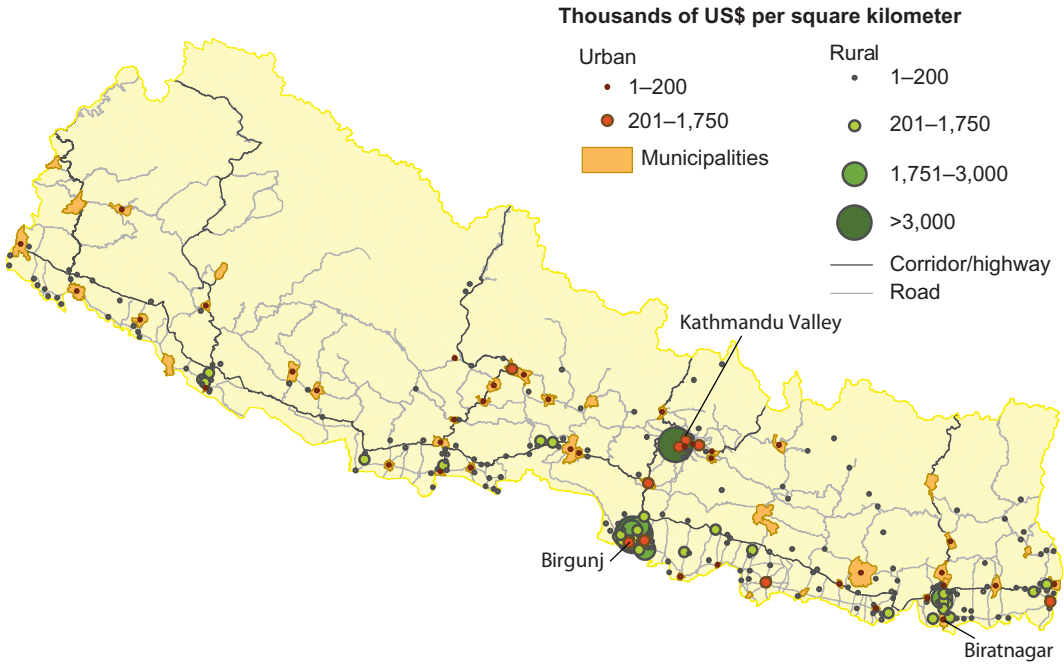 Thousands of US$ per square kilometer
Urban
1–200
201–1,750
Municipalities
Rural
1–200
201–1,750
1,751–3,000
>3,000
Corridor/highway
Road
Kathmandu Valley
Birgunj
Biratnagar